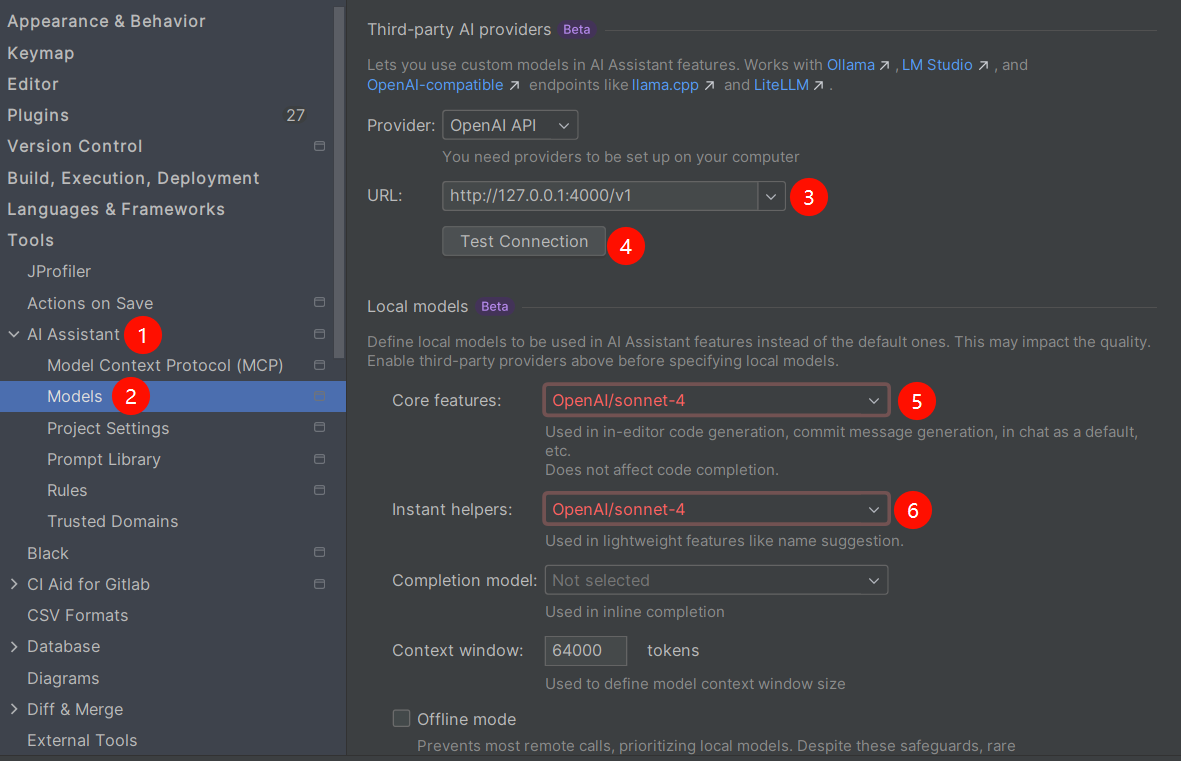 Appearance & Behavior
Keymap
Editor
Plugins 27
Version Control
Build, Execution, Deployment
Languages & Frameworks
Tools
JProfiler
Actions on Save
AI Assistant 1
Model Context Protocol (MCP)
Models 2
Project Settings
Prompt Library
Rules
Trusted Domains
Black
CI Aid for Gitlab
CSV Formats
Database
Diagrams
Diff & Merge
External Tools
Third-party AI providers Beta
Lets you use custom models in AI Assistant features. Works with Ollama ↗ , LM Studio ↗ , and
OpenAI-compatible ↗ endpoints like llama.cpp ↗ and LiteLLM ↗ .
Provider: OpenAI API
You need providers to be set up on your computer
URL: http://127.0.0.1:4000/v1 3
Test Connection 4
Local models Beta
Define local models to be used in AI Assistant features instead of the default ones. This may impact the quality.
Enable third-party providers above before specifying local models.
Core features: OpenAI/sonnet-4 5
Used in in-editor code generation, commit message generation, in chat as a default,
etc.
Does not affect code completion.
Instant helpers: OpenAI/sonnet-4 6
Used in lightweight features like name suggestion.
Completion model: Not selected
Used in inline completion
Context window: 64000 tokens
Used to define model context window size
Offline mode
Prevents most remote calls, prioritizing local models. Despite these safeguards, rare